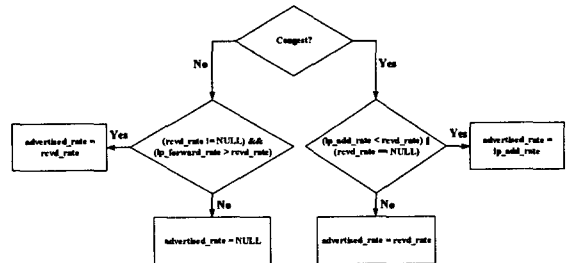 Congest?
No
Yes
(rcvd_rate != NULL) &&
(lp_forward_rate > rcvd_rate)
(lp_add_rate < rcvd_rate) ||
(rcvd_rate == NULL)
Yes
advertised_rate =
rcvd_rate
Yes
advertised_rate =
lp_add_rate
No
No
advertised_rate = NULL
advertised_rate = rcvd_rate